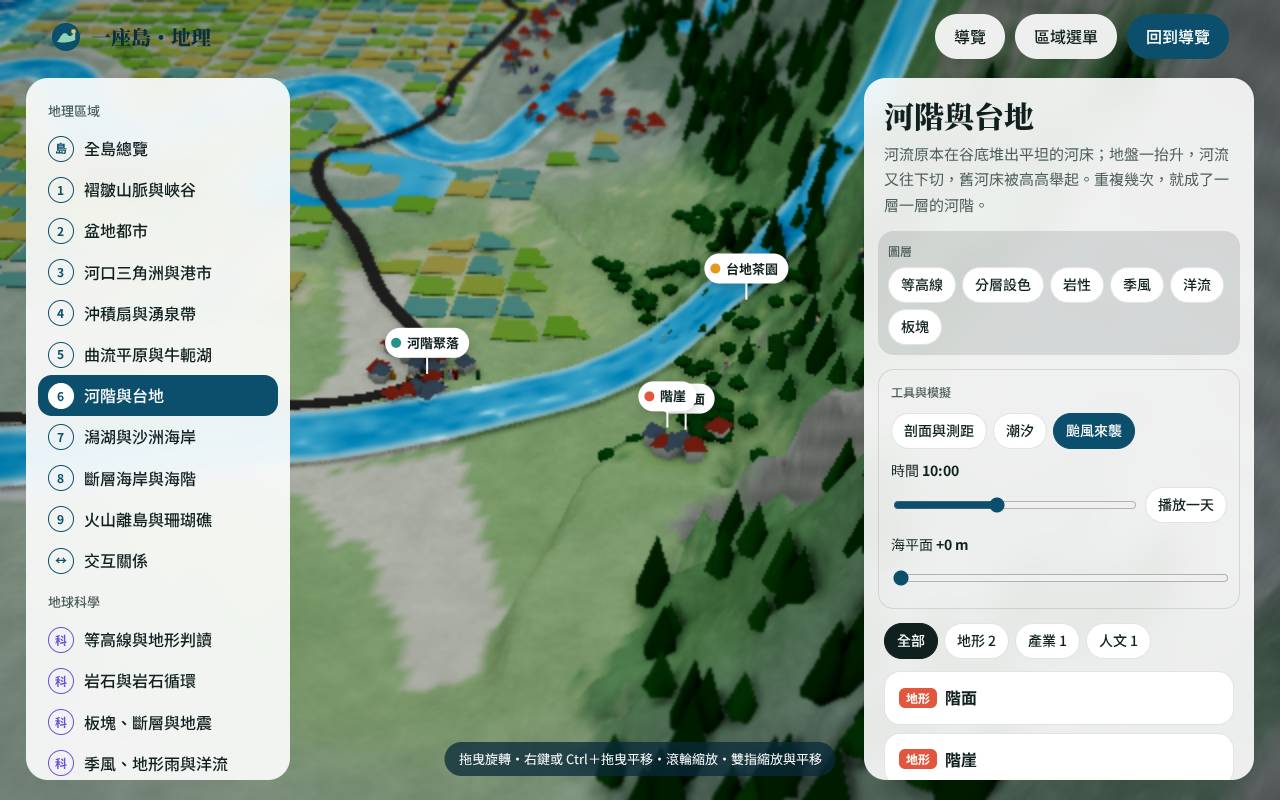 一座島・地理
導覽
區域選單
回到導覽
地理區域
島 全島總覽
1 褶皺山脈與峽谷
2 盆地都市
3 河口三角洲與港市
4 沖積扇與湧泉帶
5 曲流平原與牛軛湖
6 河階與台地
7 潟湖與沙洲海岸
8 斷層海岸與海階
9 火山離島與珊瑚礁
↔ 交互關係
地球科學
科 等高線與地形判讀
科 岩石與岩石循環
科 板塊、斷層與地震
科 季風、地形雨與洋流
台地茶園
河階聚落
階崖
面
拖曳旋轉・右鍵或 Ctrl＋拖曳平移・滾輪縮放・雙指縮放與平移
河階與台地
河流原本在谷底堆出平坦的河床；地盤一抬升，河流
又往下切，舊河床被高高舉起。重複幾次，就成了一
層一層的河階。
圖層
等高線 分層設色 岩性 季風 洋流
板塊
工具與模擬
剖面與測距 潮汐 颱風來襲
時間 10:00
播放一天
海平面 +0 m
全部 地形 2 產業 1 人文 1
地形 階面
地形 階崖